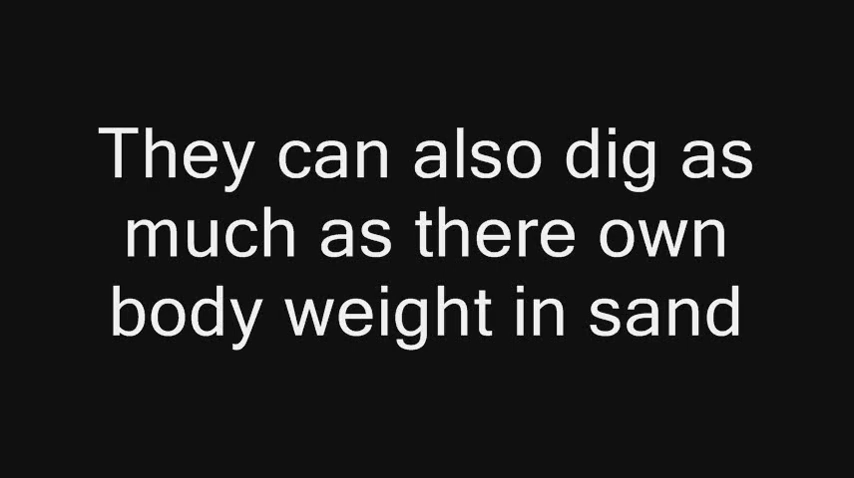 They can also dig as
much as there own
body weight in sand